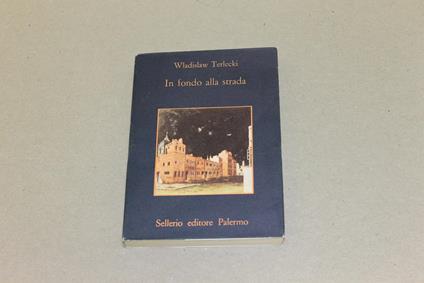 Wladislaw Terlecki
In fondo alla strada
Sellerio editore Palermo